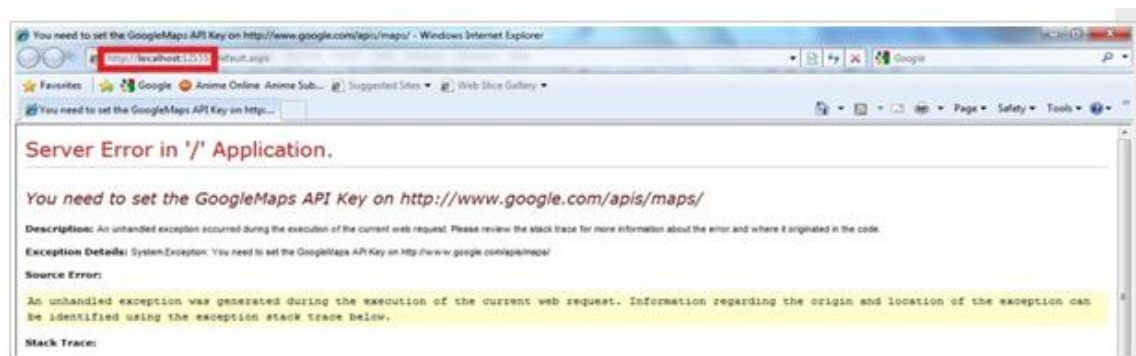 You need to set the GoogleMaps API Key on http://www.google.com/apis/maps/ - Windows Internet Explorer
http://localhost:12555/default.aspx
Google
Favorites Google Anime Online Anime Sub... Suggested Sites Web Slice Gallery
You need to set the GoogleMaps API Key on http:... Page Safety Tools
Server Error in '/' Application.
You need to set the GoogleMaps API Key on http://www.google.com/apis/maps/
Description: An unhandled exception occurred during the execution of the current web request. Please review the stack trace for more information about the error and where it originated in the code.
Exception Details: System.Exception: You need to set the GoogleMaps API Key on http://www.google.com/apis/maps/
Source Error:
An unhandled exception was generated during the execution of the current web request. Information regarding the origin and location of the exception can
be identified using the exception stack trace below.
Stack Trace: